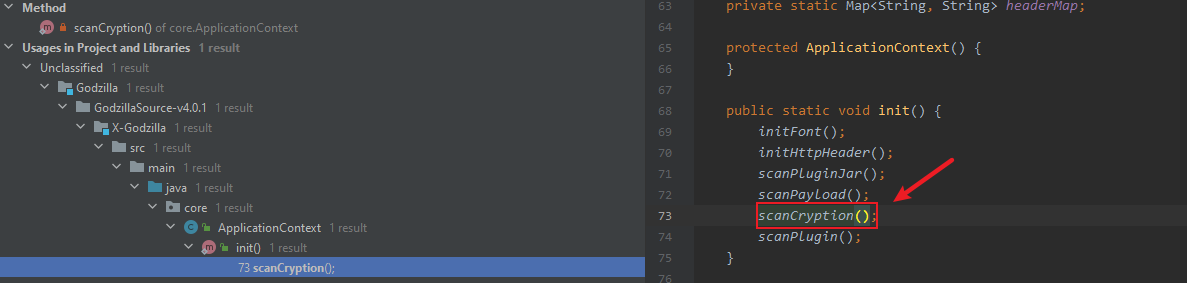 Method
scanCryption() of core.ApplicationContext
Usages in Project and Libraries 1 result
Unclassified 1 result
Godzilla 1 result
GodzillaSource-v4.0.1 1 result
X-Godzilla 1 result
src 1 result
main 1 result
java 1 result
core 1 result
ApplicationContext 1 result
init() 1 result
73 scanCryption();
63 private static Map<String, String> headerMap;
64
65 protected ApplicationContext() {
66 }
67
68 public static void init() {
69 initFont();
70 initHttpHeader();
71 scanPluginJar();
72 scanPayload();
73 scanCryption();
74 scanPlugin();
75 }
76